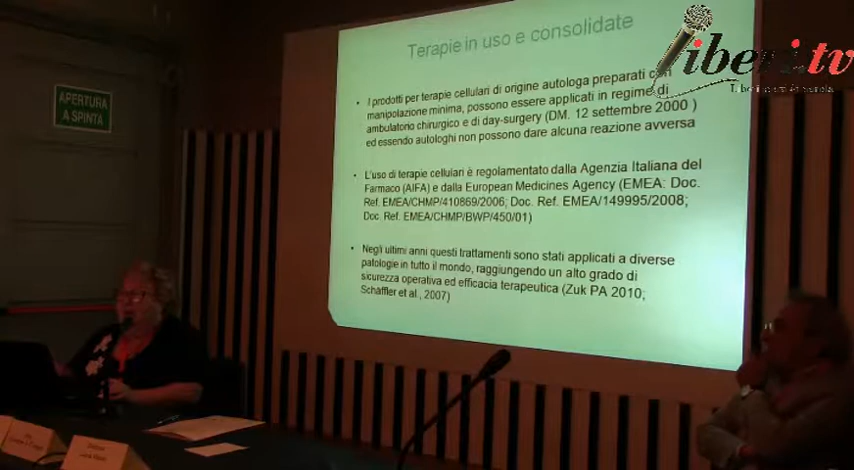 Terapie in uso e consolidate
liberi.tv
APERTURA
A SPINTA
• I prodotti per terapie cellulari di origine autologa preparati con
manipolazione minima, possono essere applicati in regime di
ambulatorio chirurgico e di day-surgery (DM. 12 settembre 2000 )
ed essendo autologhi non possono dare alcuna reazione avversa
• L'uso di terapie cellulari è regolamentato dalla Agenzia Italiana del
Farmaco (AIFA) e dalla European Medicines Agency (EMEA: Doc.
Ref. EMEA/CHMP/410869/2006; Doc. Ref. EMEA/149995/2008;
Doc. Ref. EMEA/CHMP/BWP/450/01)
• Negli ultimi anni questi trattamenti sono stati applicati a diverse
patologie in tutto il mondo, raggiungendo un alto grado di
sicurezza operativa ed efficacia terapeutica (Zuk PA 2010;
Schäffler et al., 2007)